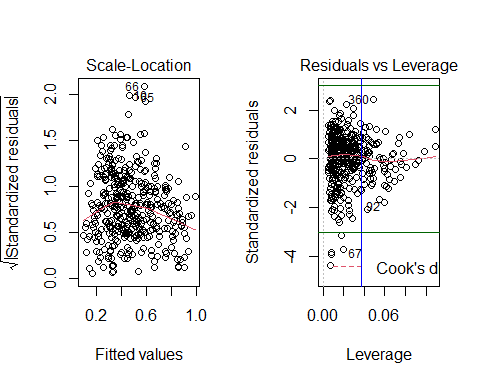 Scale-Location
√|Standardized residuals|
0.0
0.5
1.0
1.5
2.0
66
65
0.2
0.6
1.0
Fitted values
Residuals vs Leverage
Standardized residuals
-4
-2
0
2
360
92
67
Cook's d
0.00
0.06
Leverage